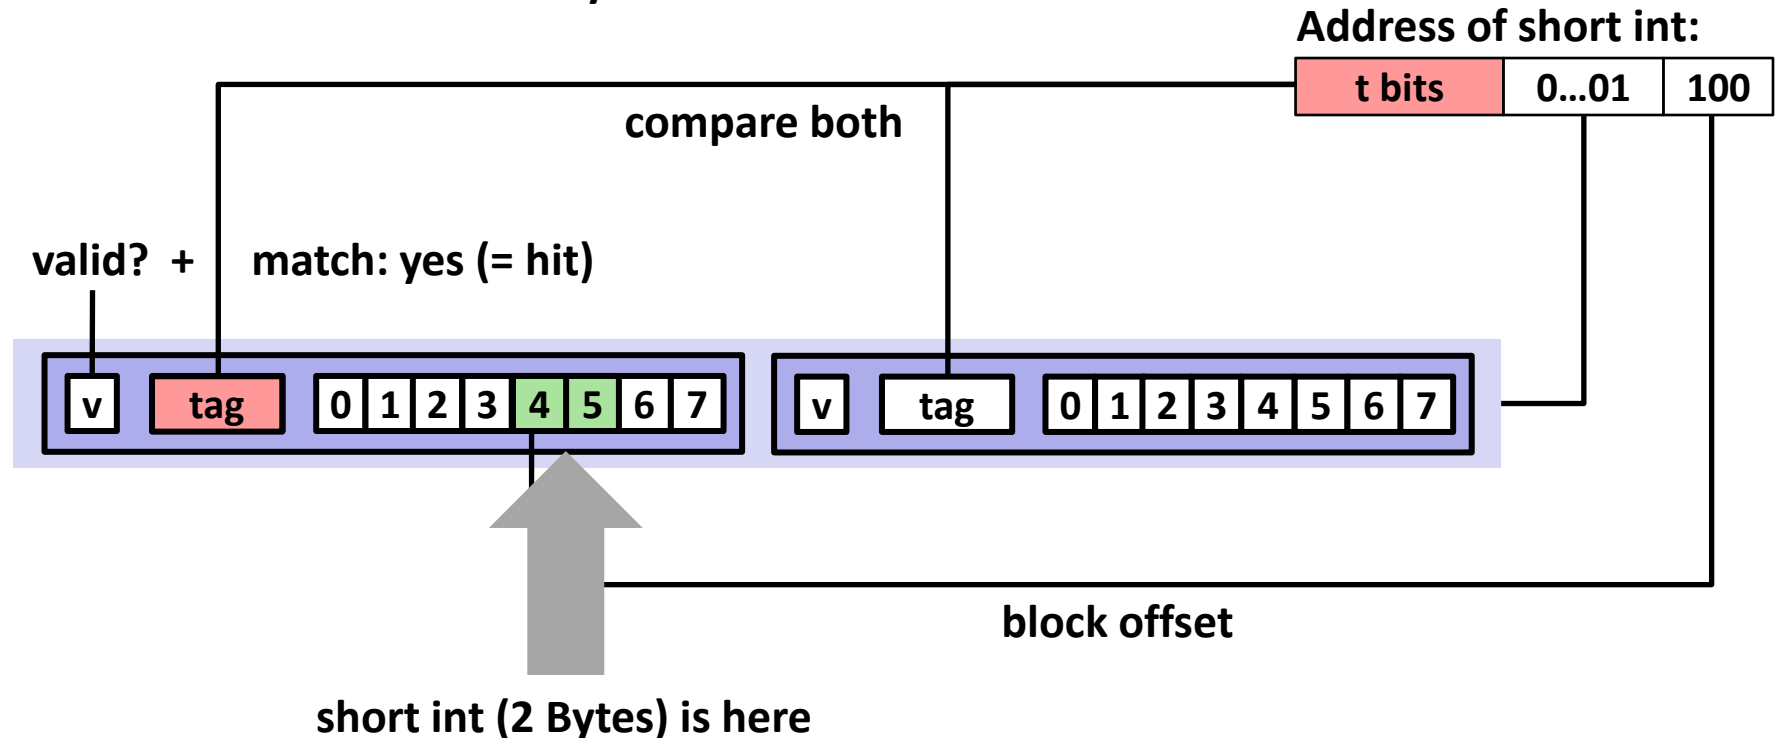 Address of short int:
t bits 0...01 100
compare both
valid? + match: yes (= hit)
v tag 0 1 2 3 4 5 6 7 v tag 0 1 2 3 4 5 6 7
block offset
short int (2 Bytes) is here